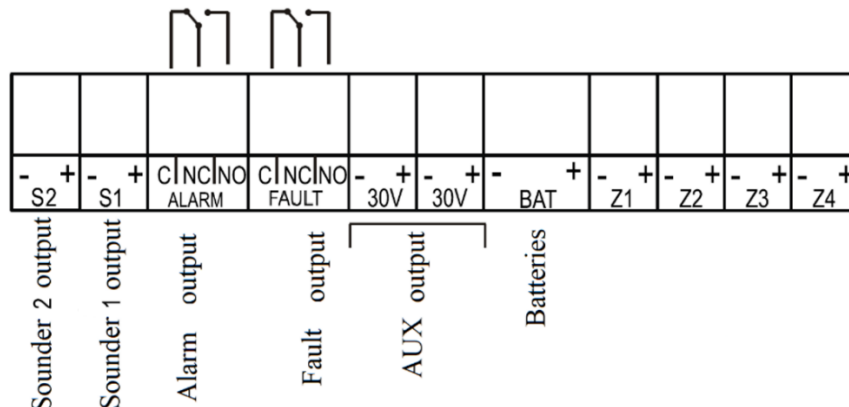 - + - + C NC NO C NC NO - + - + - + - + - + - + - +
S2 S1 ALARM FAULT 30V 30V BAT Z1 Z2 Z3 Z4
Sounder 2 output
Sounder 1 output
Alarm output
Fault output
AUX output
Batteries